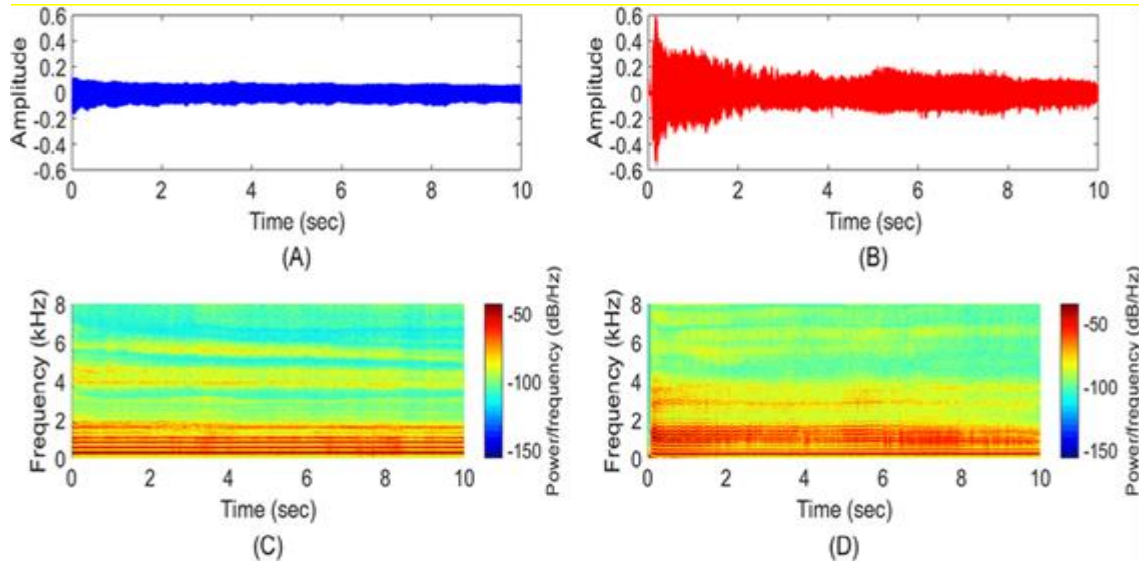 0.6 0.4 0.2 0 -0.2 -0.4 -0.6
Amplitude
0 2 4 6 8 10
Time (sec)
(A)
0.6 0.4 0.2 0 -0.2 -0.4 -0.6
Amplitude
0 2 4 6 8 10
Time (sec)
(B)
8 6 4 2 0
Frequency (kHz)
0 2 4 6 8 10
Time (sec)
-50 -100 -150
Power/frequency (dB/Hz)
(C)
8 6 4 2 0
Frequency (kHz)
0 2 4 6 8 10
Time (sec)
-50 -100 -150
Power/frequency (dB/Hz)
(D)